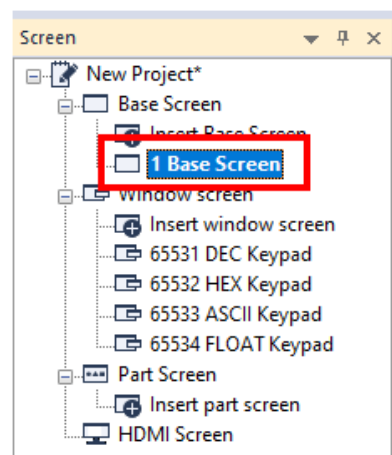 Screen
New Project*
Base Screen
Insert Base Screen
1 Base Screen
Window screen
Insert window screen
65531 DEC Keypad
65532 HEX Keypad
65533 ASCII Keypad
65534 FLOAT Keypad
Part Screen
Insert part screen
HDMI Screen